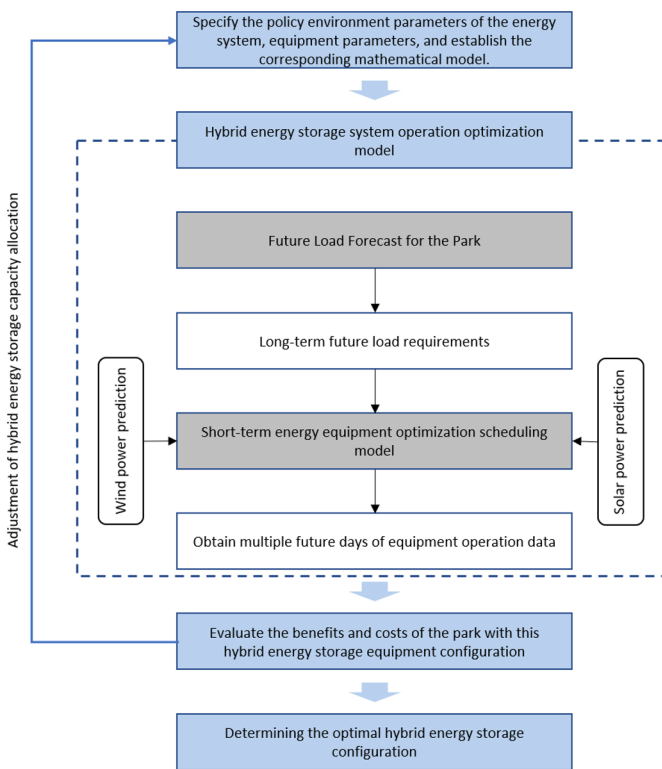 Specify the policy environment parameters of the energy
system, equipment parameters, and establish the
corresponding mathematical model.
Hybrid energy storage system operation optimization
model
Adjustment of hybrid energy storage capacity allocation
Future Load Forecast for the Park
Long-term future load requirements
Wind power prediction
Short-term energy equipment optimization scheduling
model
Solar power prediction
Obtain multiple future days of equipment operation data
Evaluate the benefits and costs of the park with this
hybrid energy storage equipment configuration
Determining the optimal hybrid energy storage
configuration